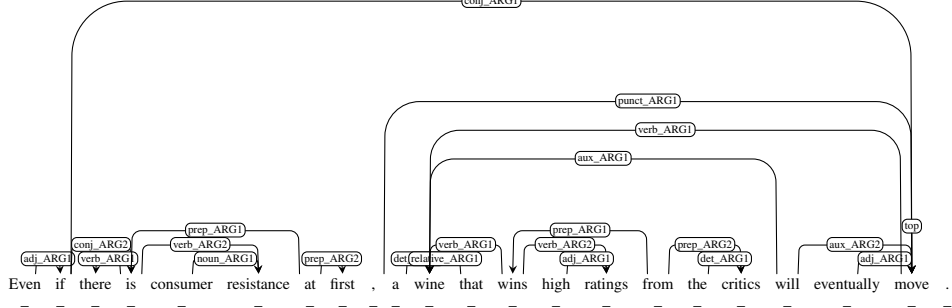 conj_ARG1
punct_ARG1
verb_ARG1
aux_ARG1
top
prep_ARG1 prep_ARG1
conj_ARG2 verb_ARG2 verb_ARG1 verb_ARG2 prep_ARG2 aux_ARG2
adj_ARG1 verb_ARG1 noun_ARG1 prep_ARG2 relative_ARG1 adj_ARG1 det_ARG1 adj_ARG1
Even if there is consumer resistance at first , a wine that wins high ratings from the critics will eventually move .